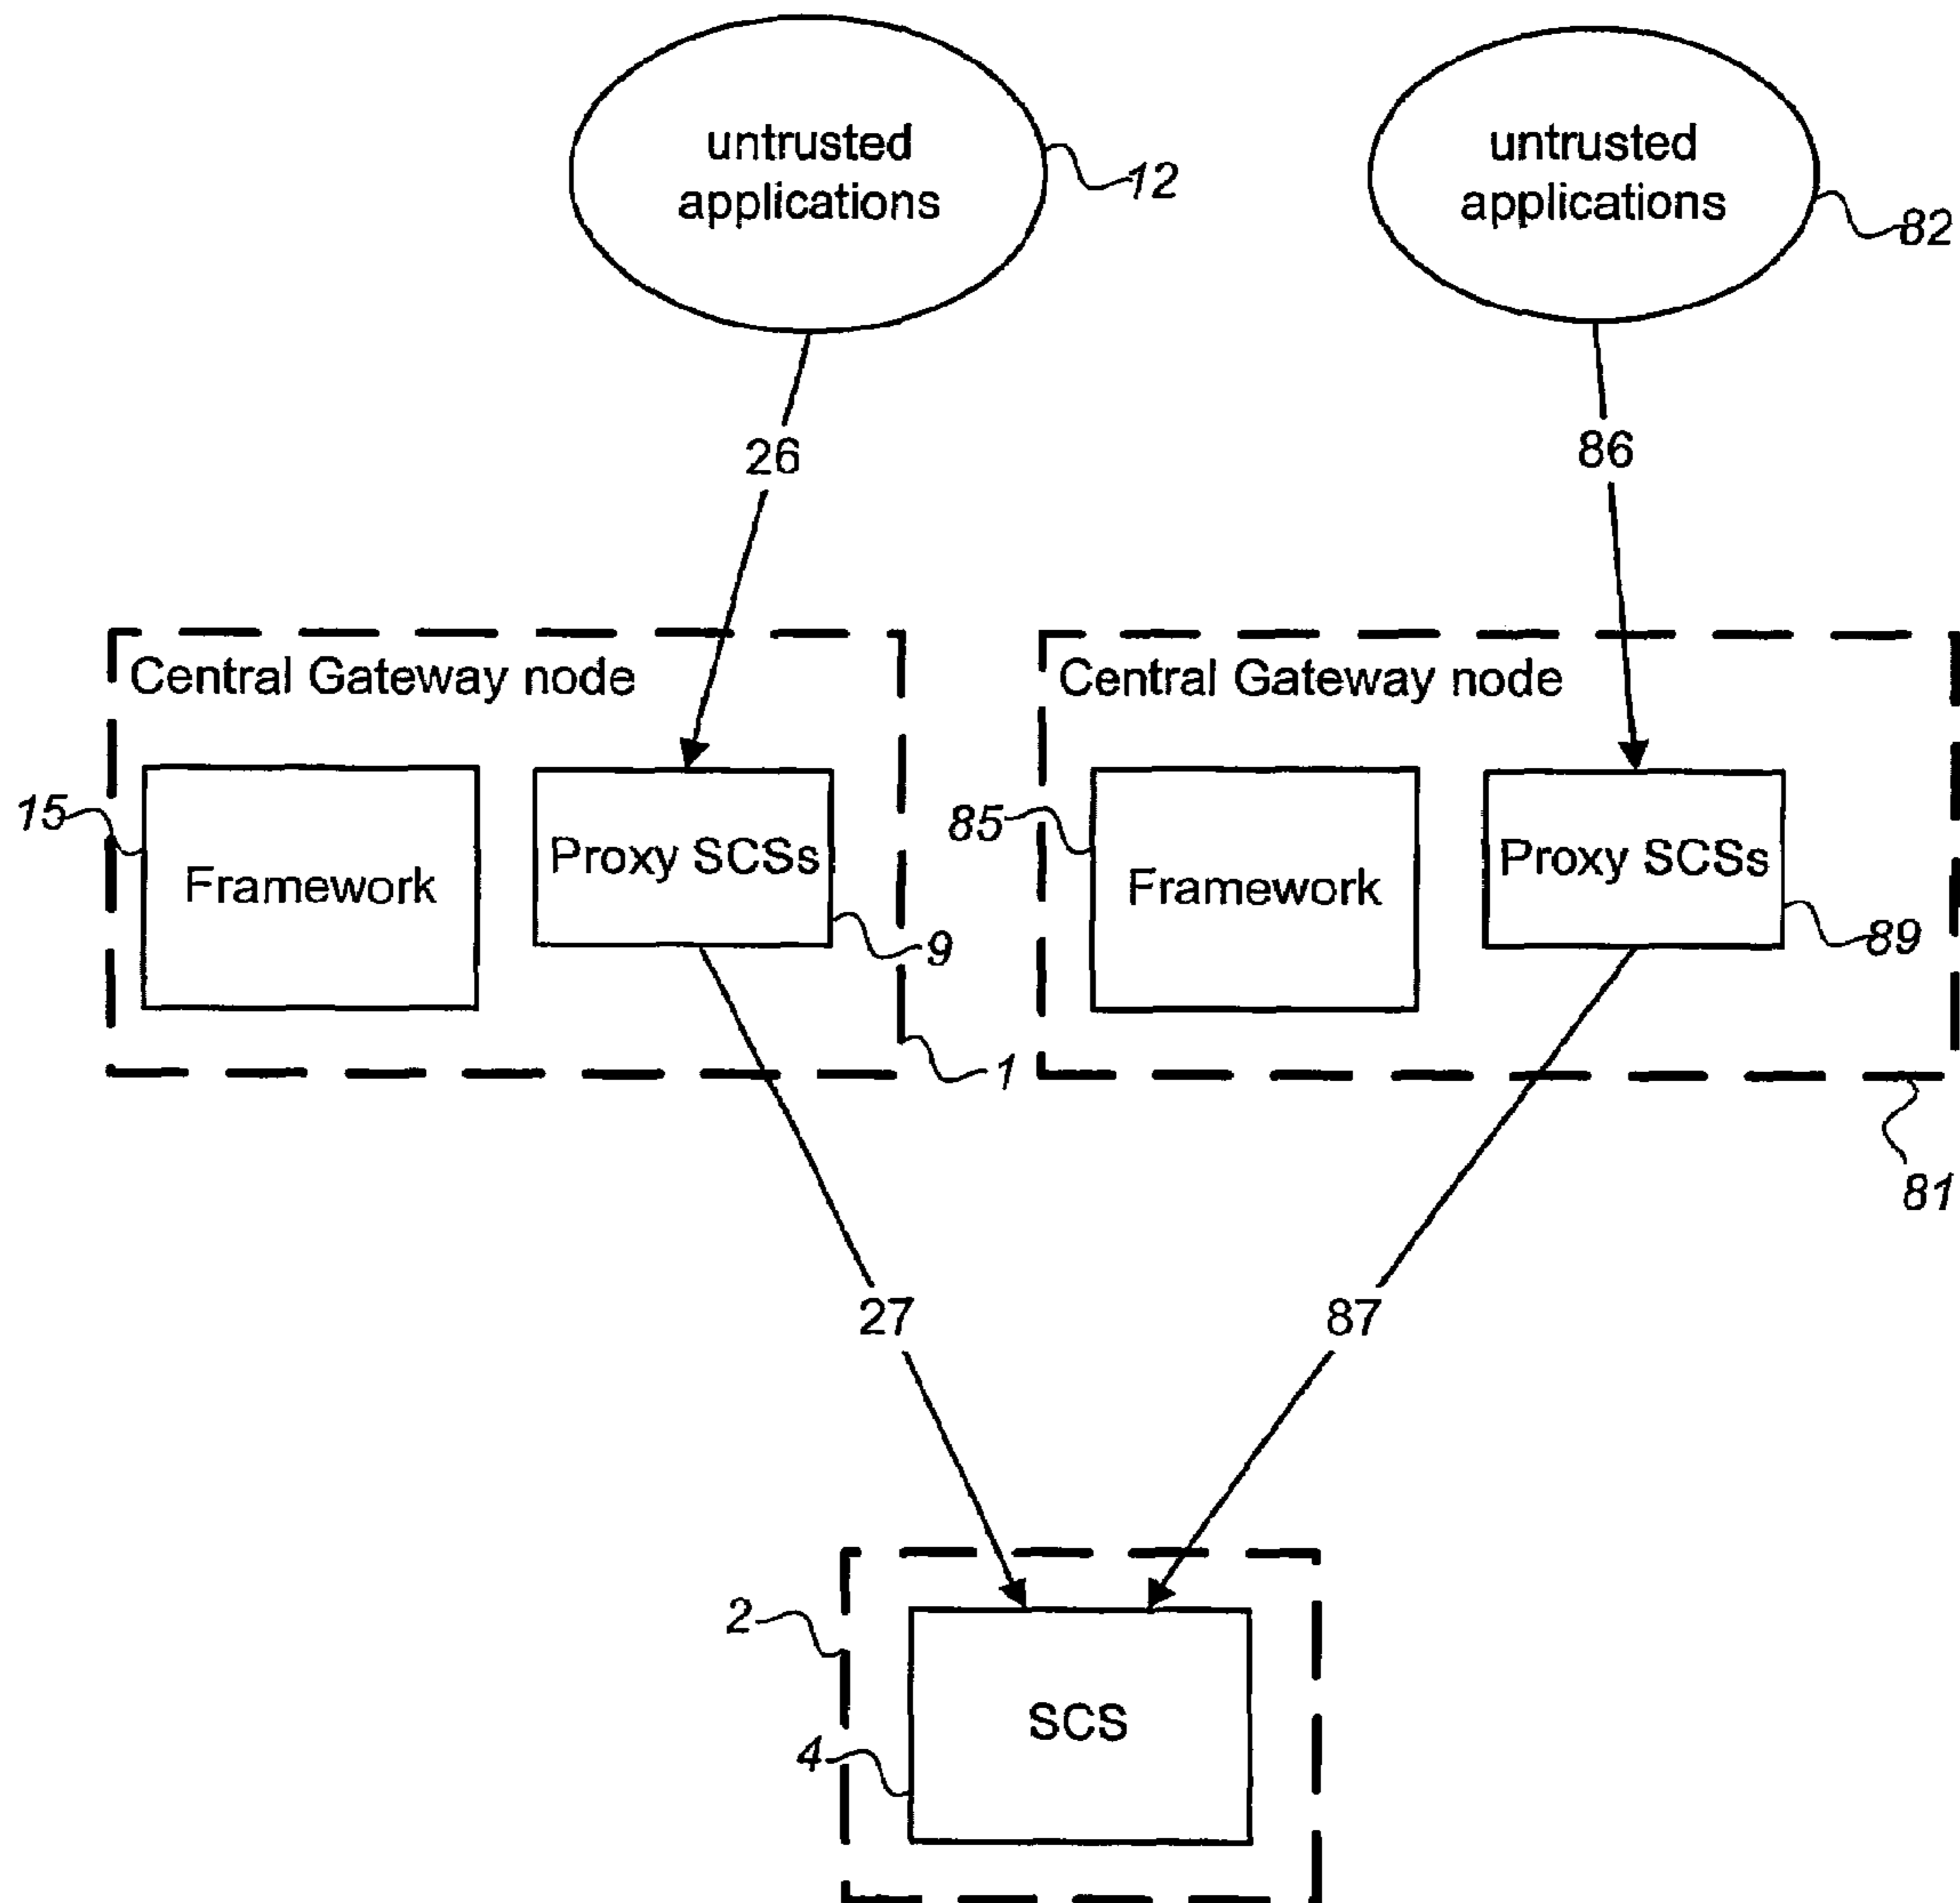 untrusted
applications
12
untrusted
applications
82
26
86
Central Gateway node
Central Gateway node
15
Framework
Proxy SCSs
9
85
Framework
Proxy SCSs
89
1
81
27
87
2
SCS
4